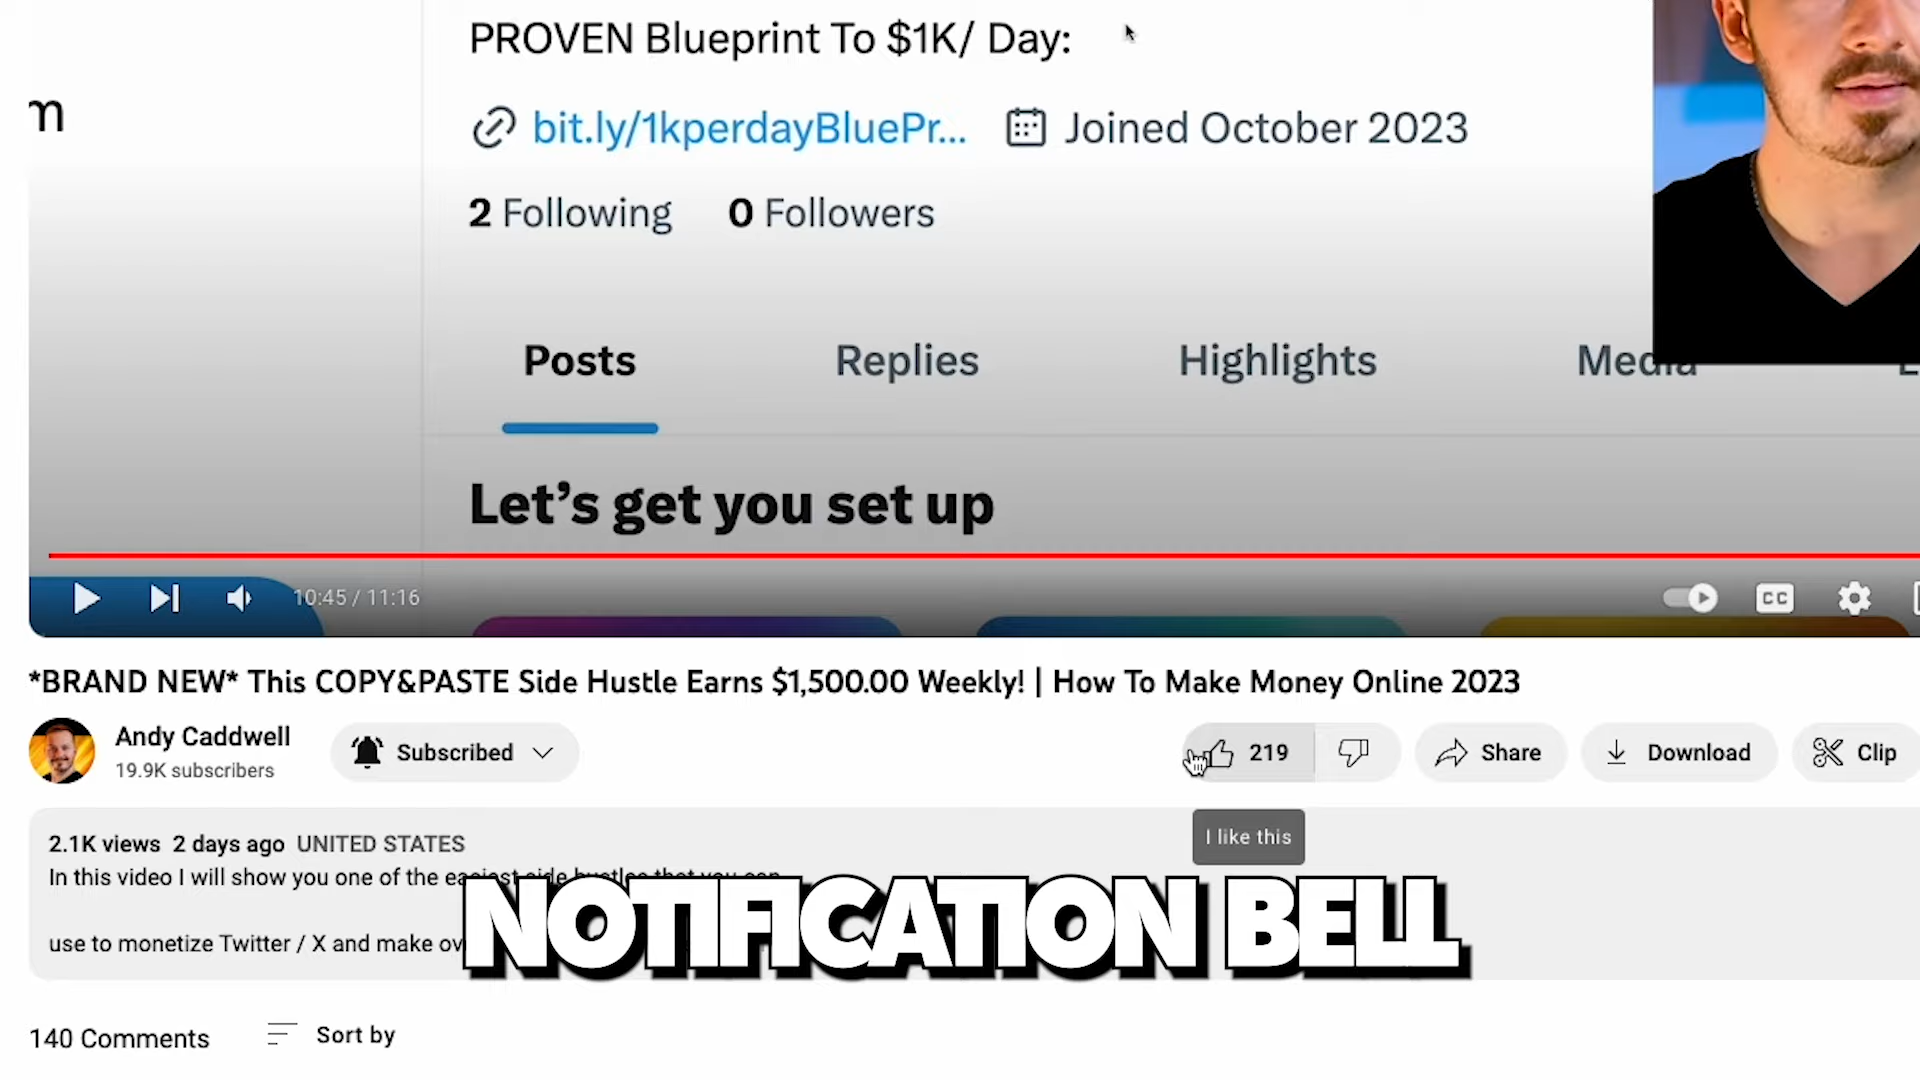 PROVEN Blueprint To $1K/ Day:
m
bit.ly/1kperdayBluePr... Joined October 2023
2 Following 0 Followers
Posts Replies Highlights Media
Let's get you set up
10:45 / 11:16 CC
*BRAND NEW* This COPY&PASTE Side Hustle Earns $1,500.00 Weekly! | How To Make Money Online 2023
Andy Caddwell
19.9K subscribers
Subscribed 219 Share Download Clip
I like this
2.1K views 2 days ago UNITED STATES
In this video I will show you one of the easiest side hustles that you can
use to monetize Twitter / X and make ov
NOTIFICATION BELL
140 Comments Sort by